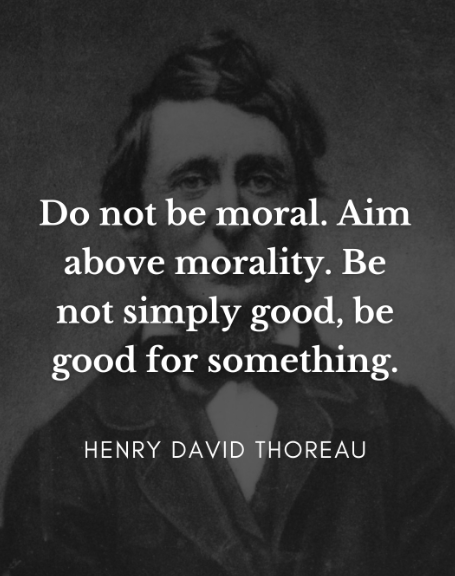 Do not be moral. Aim
above morality. Be
not simply good, be
good for something.
HENRY DAVID THOREAU